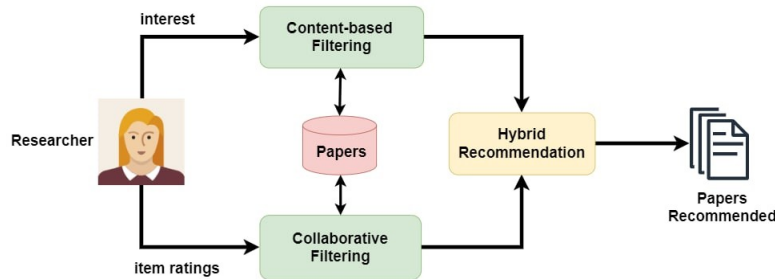 interest
Content-based
Filtering
Researcher
Papers
Hybrid
Recommendation
Papers
Recommended
Collaborative
Filtering
item ratings